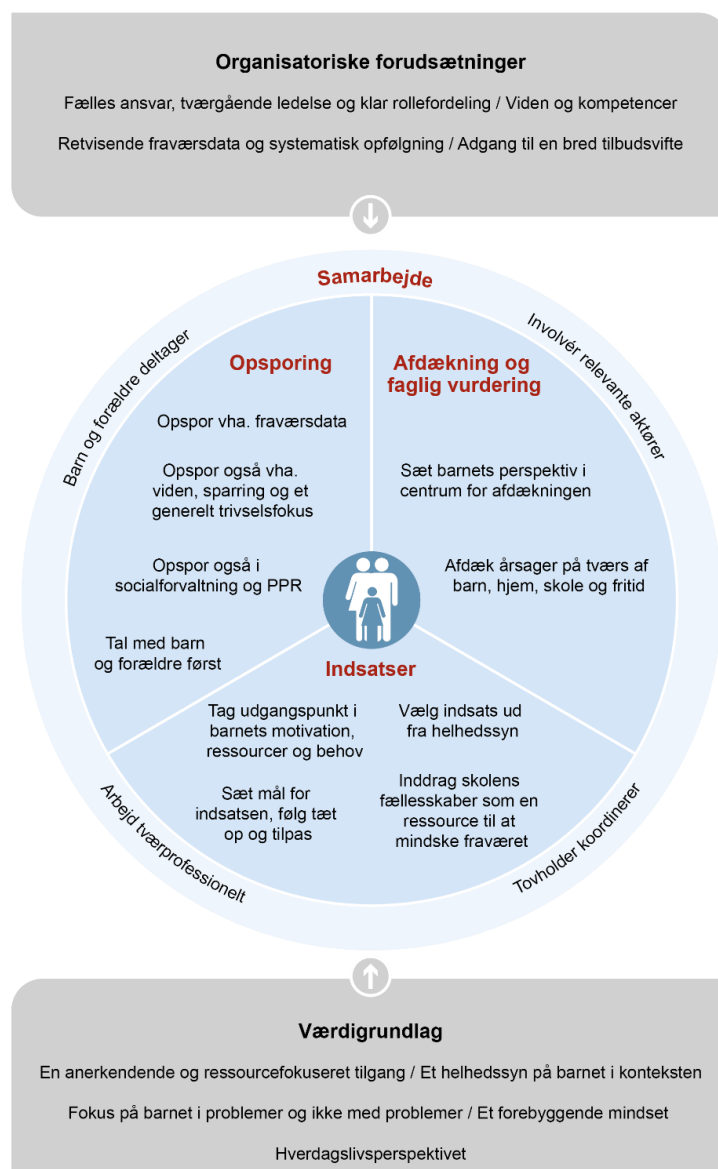 Organisatoriske forudsætninger
Fælles ansvar, tværgående ledelse og klar rollefordeling / Viden og kompetencer
Retvisende fraværsdata og systematisk opfølgning / Adgang til en bred tilbudsvifte
Samarbejde
Barn og forældre deltager
Involvér relevante aktører
Opsporing
Opspor vha. fraværsdata
Opspor også vha.
viden, sparring og et
generelt trivselsfokus
Opspor også i
socialforvaltning og PPR
Tal med barn
og forældre først
Afdækning og
faglig vurdering
Sæt barnets perspektiv i
centrum for afdækningen
Afdæk årsager på tværs af
barn, hjem, skole og fritid
Indsatser
Tag udgangspunkt i
barnets motivation,
ressourcer og behov
Sæt mål for
indsatsen, følg tæt
op og tilpas
Vælg indsats ud
fra helhedssyn
Inddrag skolens
fællesskaber som en
ressource til at
mindske fraværet
Arbejd tværprofessionelt
Tovholder koordinerer
Værdigrundlag
En anerkendende og ressourcefokuseret tilgang / Et helhedssyn på barnet i konteksten
Fokus på barnet i problemer og ikke med problemer / Et forebyggende mindset
Hverdagslivsperspektivet